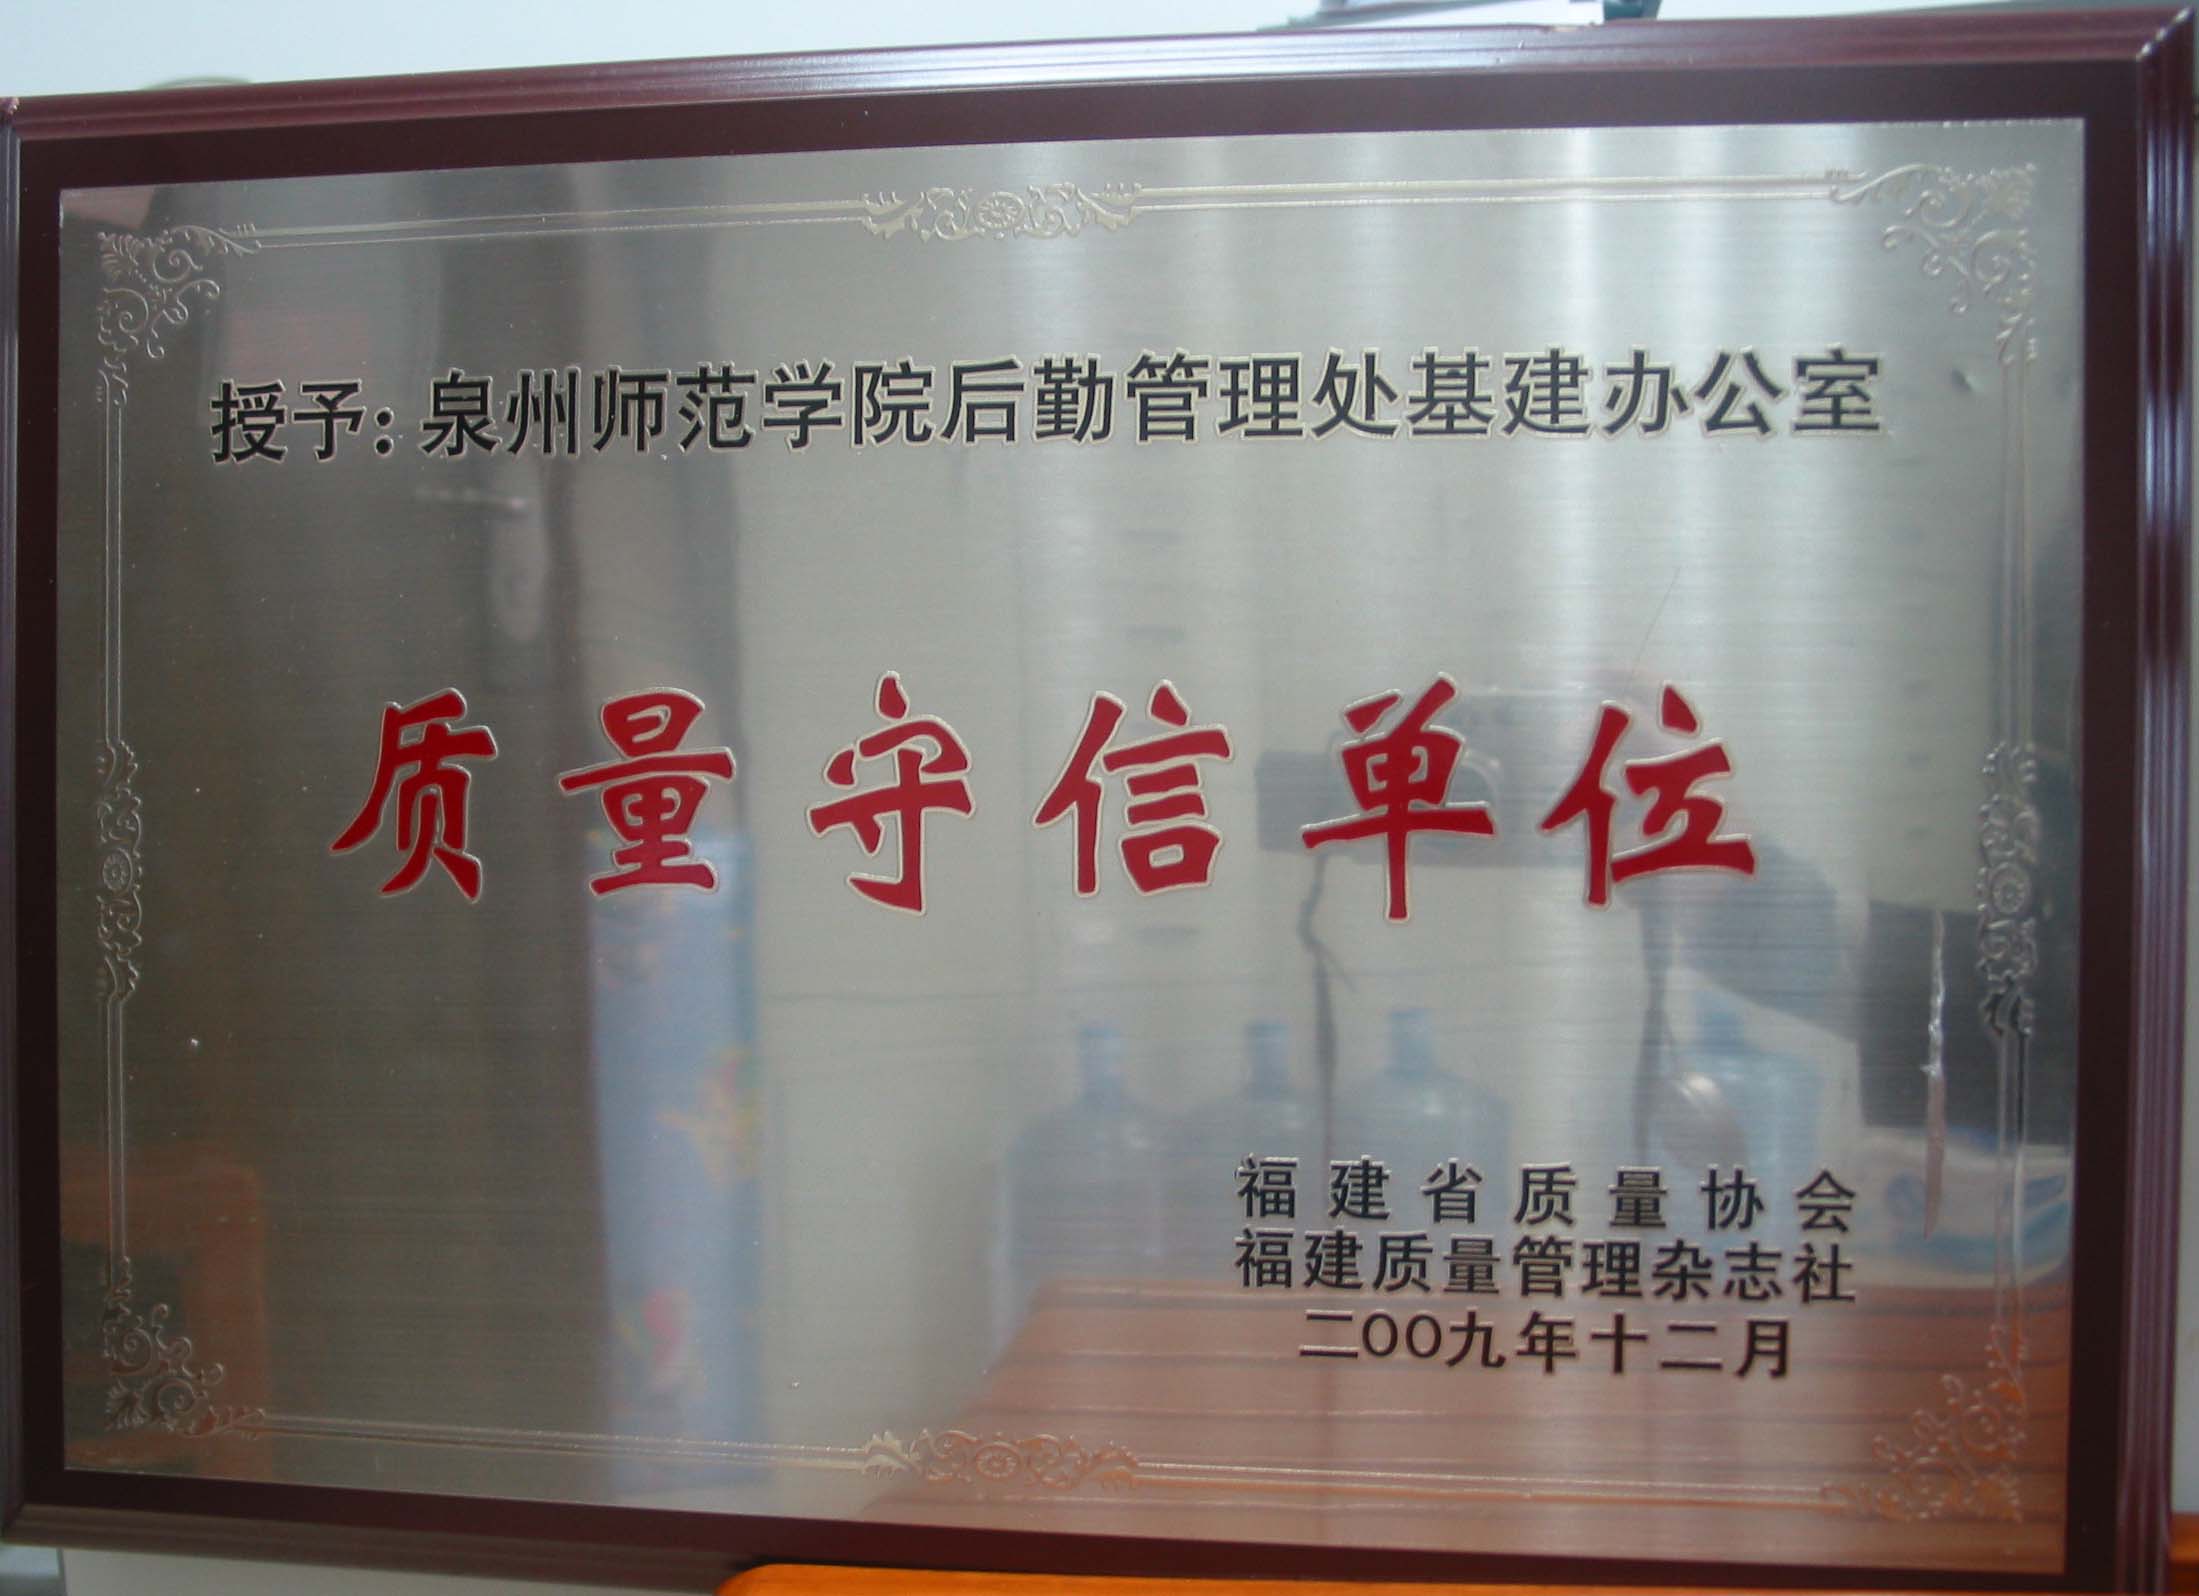 授予：泉州师范学院后勤管理处基建办公室
质量守信单位
福建省质量协会
福建质量管理杂志社
二〇〇九年十二月